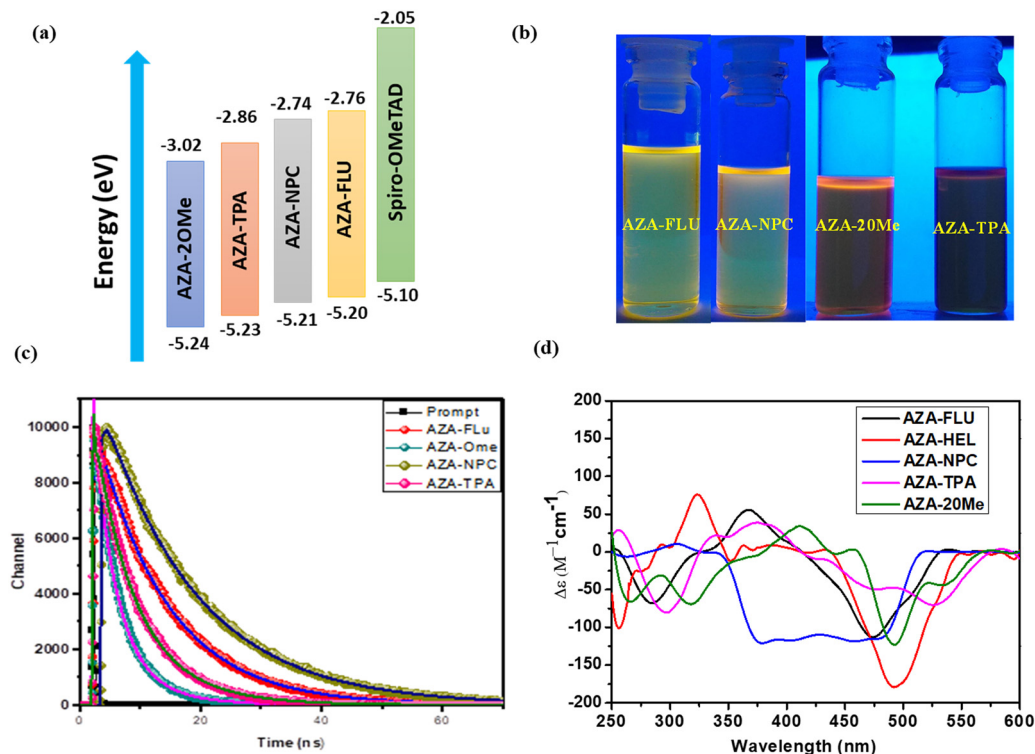 (a)
Energy (eV)
-3.02
AZA-2OMe
-5.24
-2.86
AZA-TPA
-5.23
-2.74
AZA-NPC
-5.21
-2.76
AZA-FLU
-5.20
-2.05
Spiro-OMeTAD
-5.10
(b)
AZA-FLU
AZA-NPC
AZA-20Me
AZA-TPA
(c)
Channel
10000
8000
6000
4000
2000
0
0 20 40 60
Time (ns)
Prompt
AZA-FLu
AZA-Ome
AZA-NPC
AZA-TPA
(d)
Δε (M⁻¹cm⁻¹)
200
150
100
50
0
-50
-100
-150
-200
250 300 350 400 450 500 550 600
Wavelength (nm)
AZA-FLU
AZA-HEL
AZA-NPC
AZA-TPA
AZA-20Me